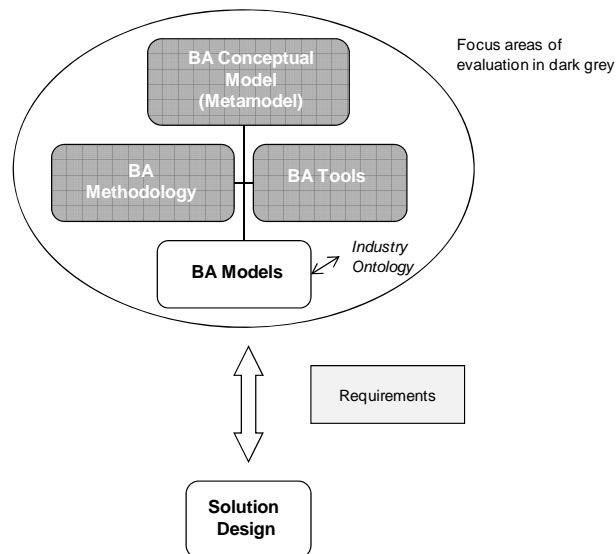 BA Conceptual
Model
(Metamodel)
Focus areas of
evaluation in dark grey
BA
Methodology
BA Tools
BA Models
Industry
Ontology
Requirements
Solution
Design